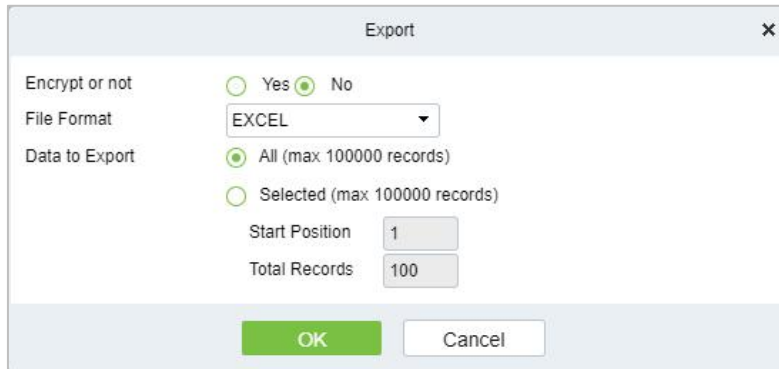 Export
Encrypt or not Yes No
File Format EXCEL
Data to Export All (max 100000 records)
Selected (max 100000 records)
Start Position 1
Total Records 100
OK Cancel